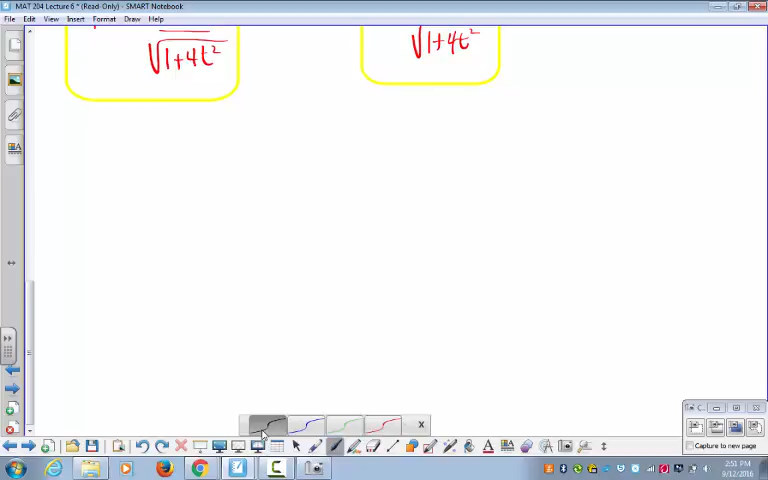 MAT 204 Lecture 6 * (Read-Only) - SMART Notebook
File Edit View Insert Format Draw Help
√1+4t² √1+4t²
x
C..
Capture to new page
2:51 PM
9/12/2016